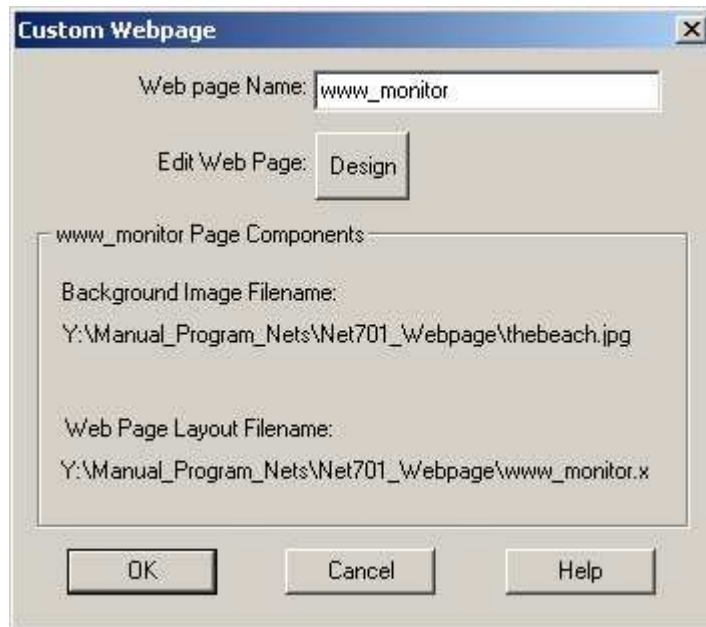 Custom Webpage
Web page Name: www_monitor
Edit Web Page: Design
www_monitor Page Components
Background Image Filename:
Y:\Manual_Program_Nets\Net701_Webpage\thebeach.jpg
Web Page Layout Filename:
Y:\Manual_Program_Nets\Net701_Webpage\www_monitor.x
OK Cancel Help